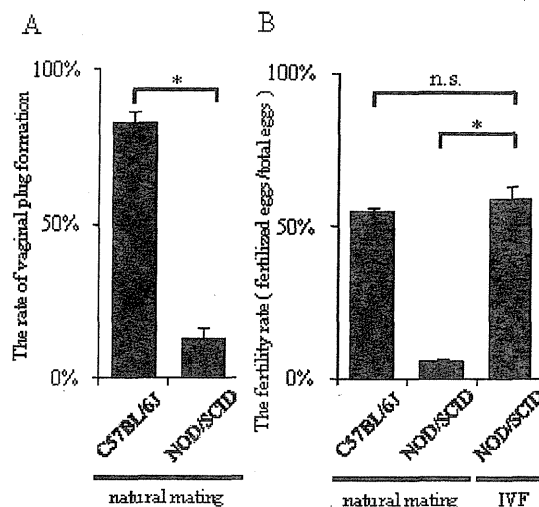 A
The rate of vaginal plug formation
100%
50%
0%
*
C57BL/6J
NOD/SCID
natural mating
B
The fertility rate ( fertilized eggs/total eggs )
100%
50%
0%
n.s.
*
C57BL/6J
NOD/SCID
NOD/SCID
natural mating
IVF